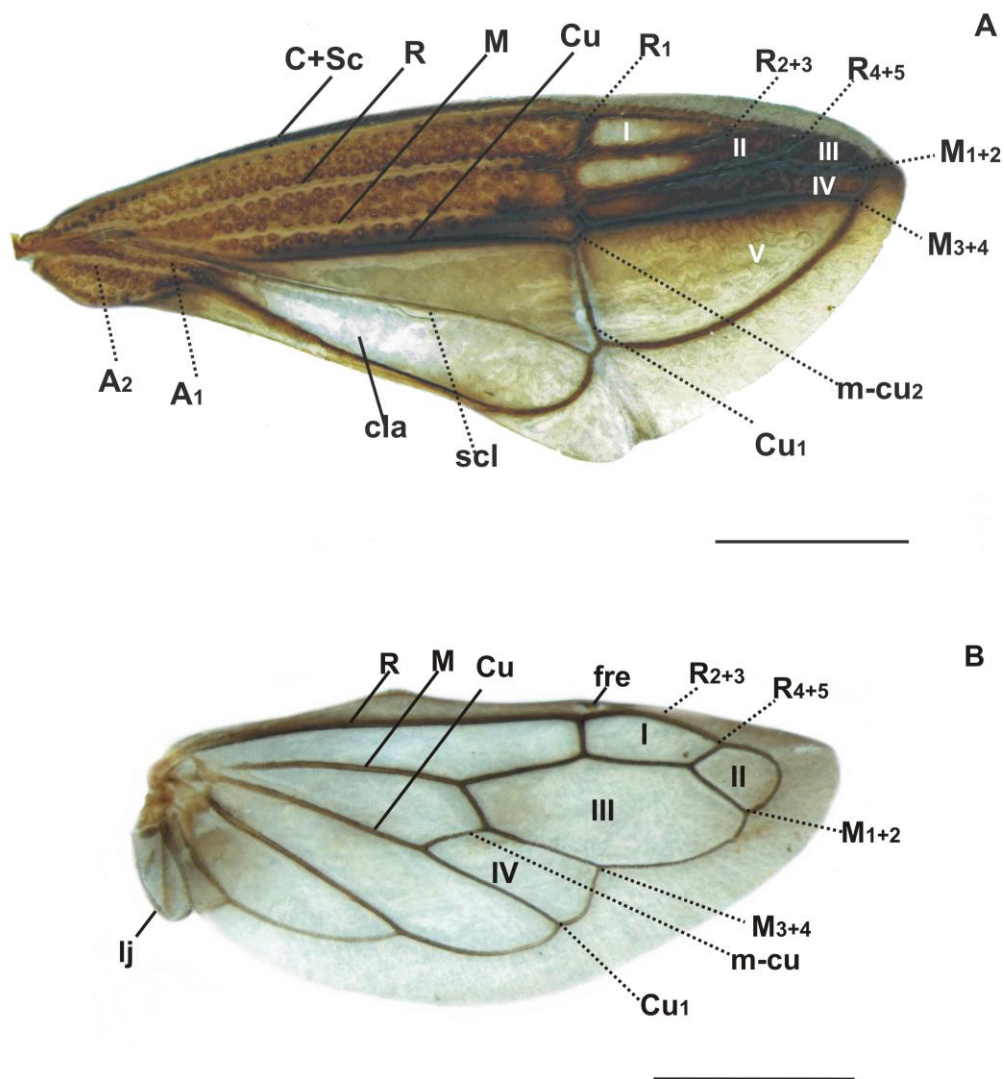 A
C+Sc R M Cu R1 R2+3 R4+5
I II III M1+2
IV
V M3+4
A2 A1 cla scl Cu1 m-cu2
B
R M Cu fre R2+3 R4+5
I II
III M1+2
IV
lj M3+4
m-cu
Cu1